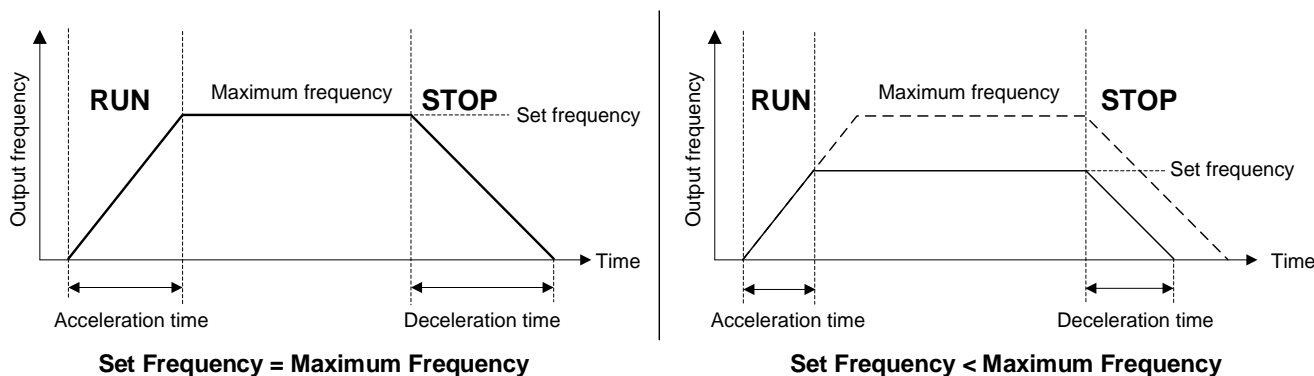 Output frequency
RUN
Maximum frequency
STOP
Set frequency
Time
Acceleration time
Deceleration time
Set Frequency = Maximum Frequency
Output frequency
RUN
Maximum frequency
STOP
Set frequency
Time
Acceleration time
Deceleration time
Set Frequency < Maximum Frequency